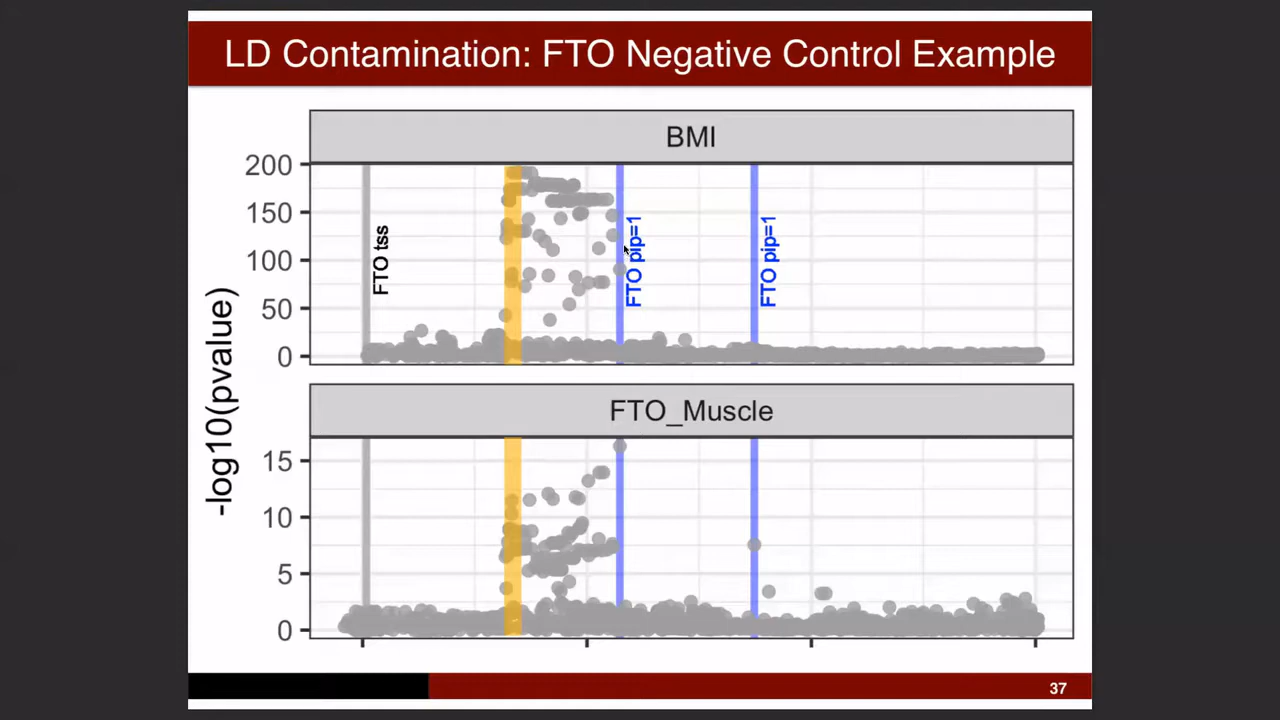 LD Contamination: FTO Negative Control Example
BMI
200
150
100
50
0
FTO tss
FTO pip=1
FTO pip=1
-log10(pvalue)
FTO_Muscle
15
10
5
0
37